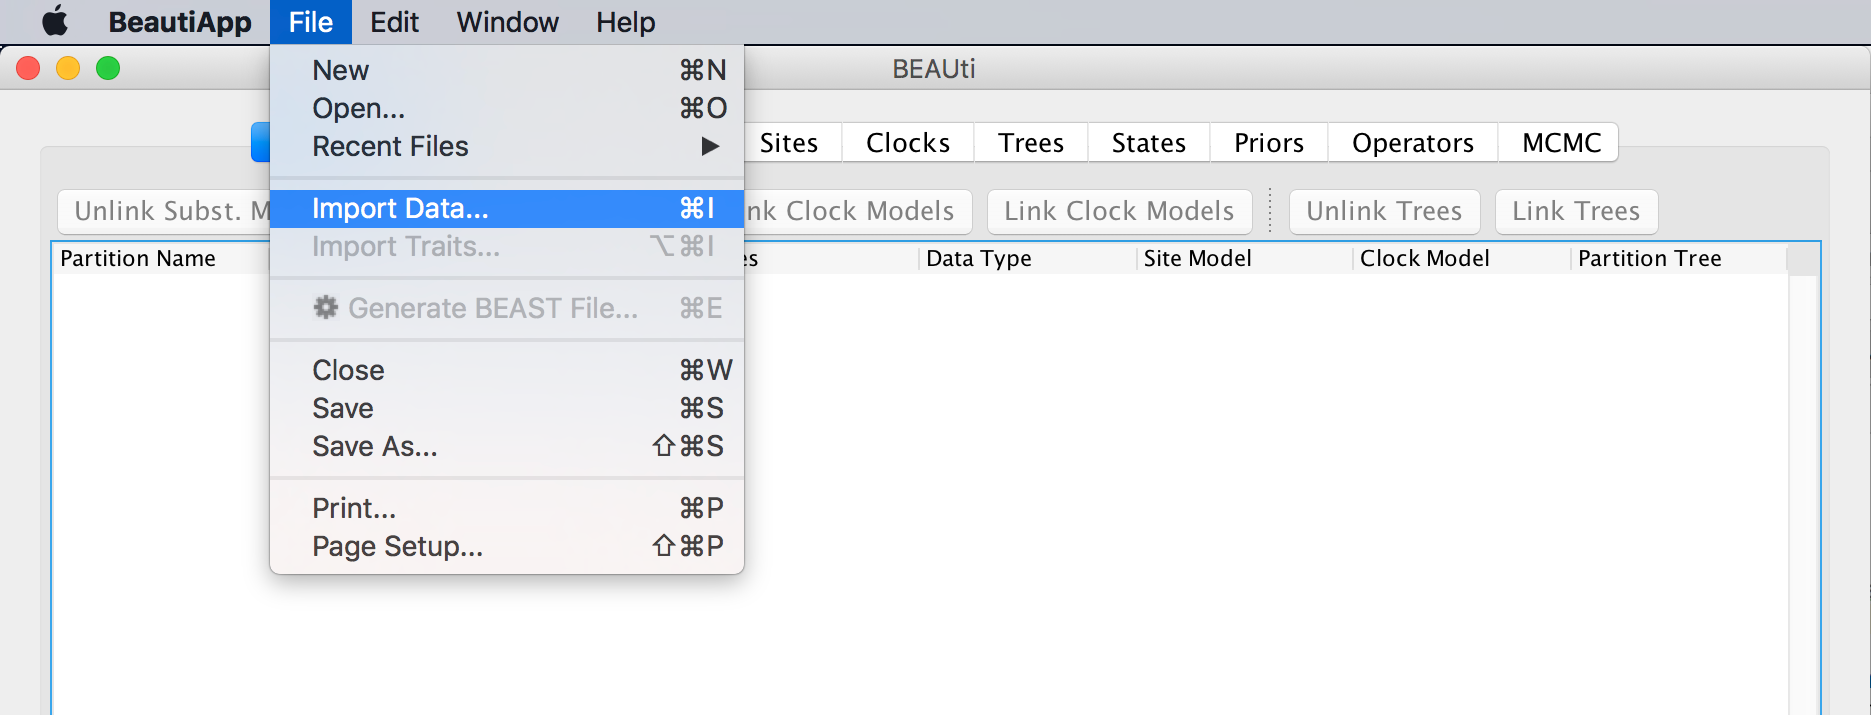 BeautiApp File Edit Window Help
BEAUti
New ⌘N
Open... ⌘O
Recent Files ▶
Import Data... ⌘I
Import Traits... ⌥⌘I
Generate BEAST File... ⌘E
Close ⌘W
Save ⌘S
Save As... ⇧⌘S
Print... ⌘P
Page Setup... ⇧⌘P
Sites Clocks Trees States Priors Operators MCMC
Unlink Subst. M nk Clock Models Link Clock Models Unlink Trees Link Trees
Partition Name es Data Type Site Model Clock Model Partition Tree